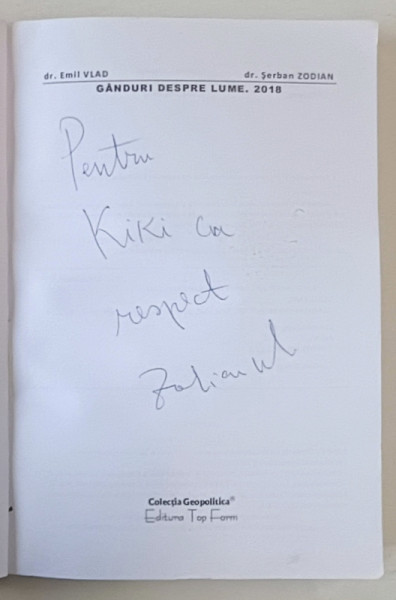 dr. Emil VLAD dr. Şerban ZODIAN
GÂNDURI DESPRE LUME. 2018
Pentru
Kiki cu
respect
Zodianul
Colecţia Geopolitica®
Editura Top Form